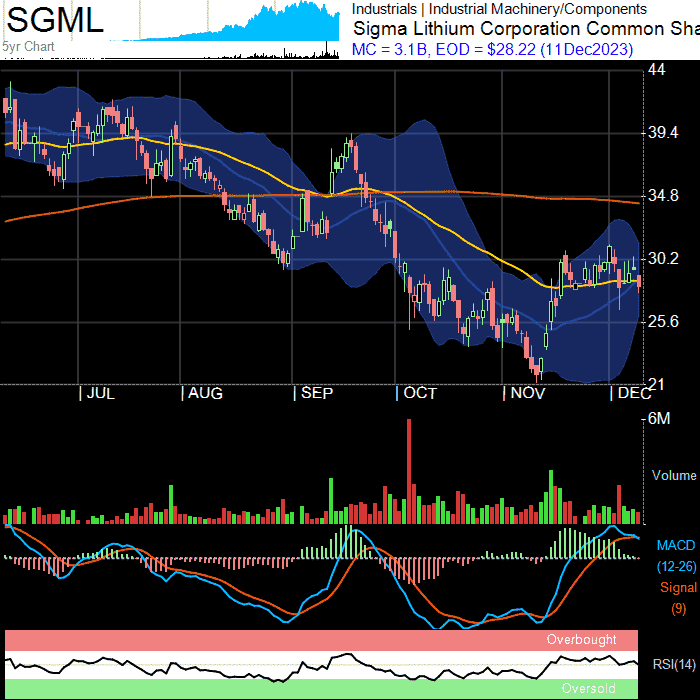 SGML
5yr Chart
Industrials | Industrial Machinery/Components
Sigma Lithium Corporation Common Sha
MC = 3.1B, EOD = $28.22 (11Dec2023)
44
39.4
34.8
30.2
25.6
21
JUL AUG SEP OCT NOV DEC
6M
Volume
MACD
(12-26)
Signal
(9)
Overbought
RSI(14)
Oversold